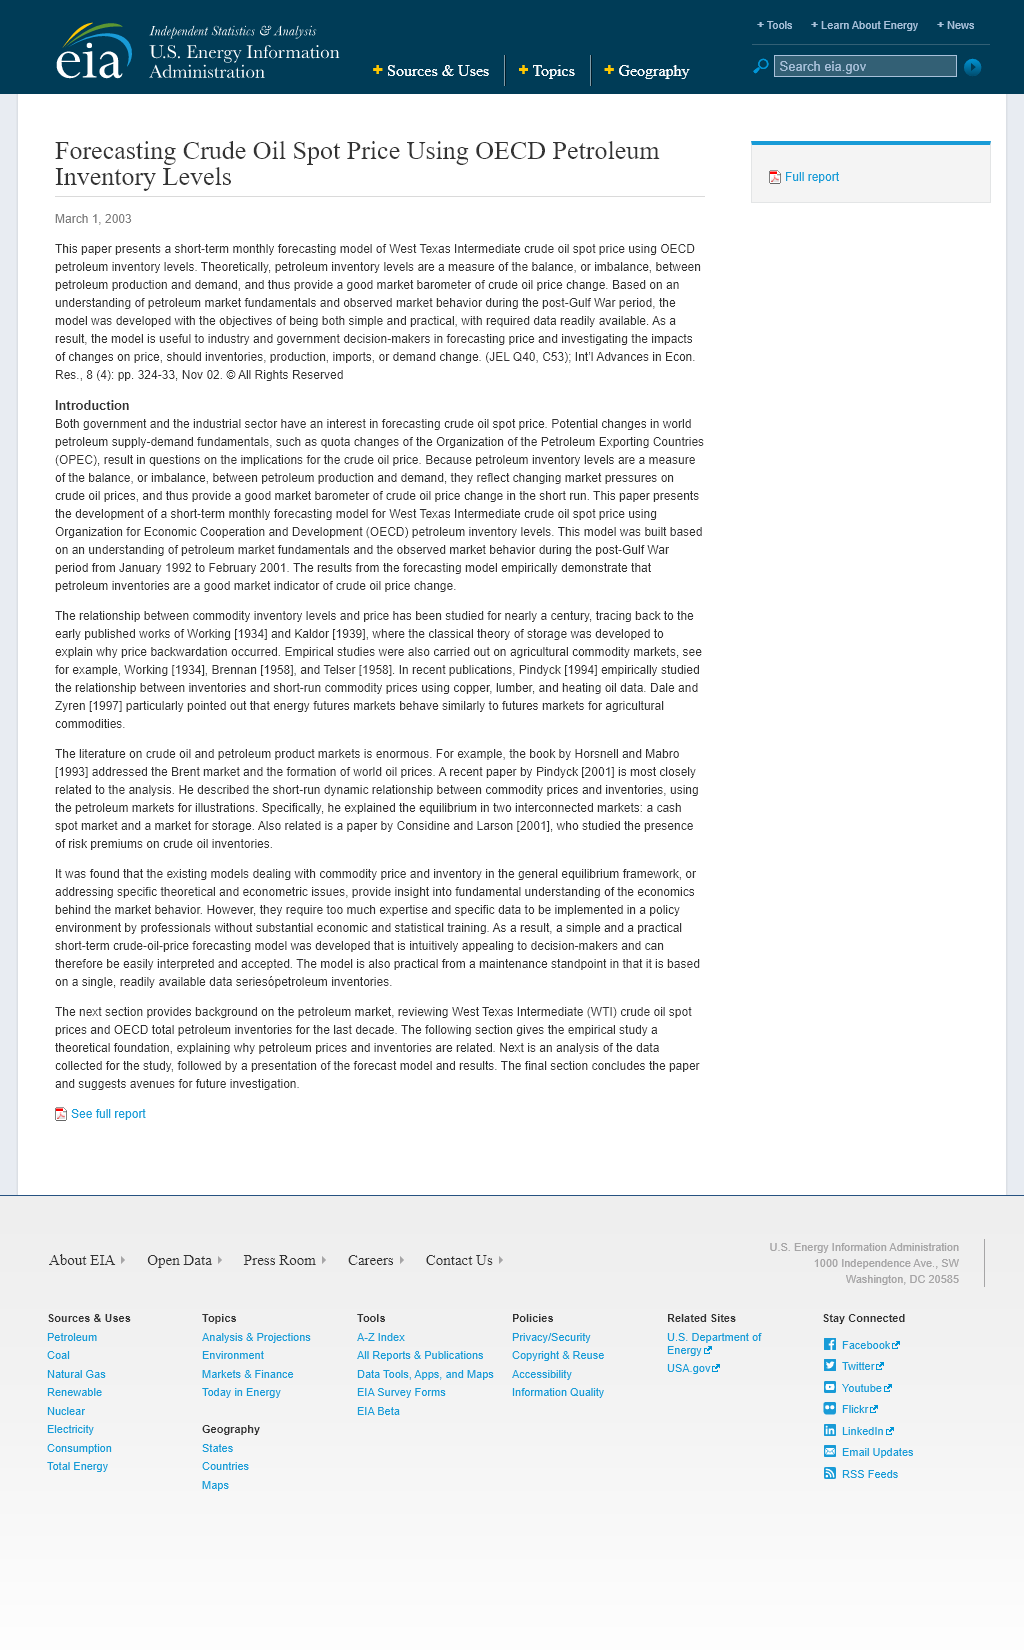 Independent Statistics & Analysis
eia U.S. Energy Information
Administration
+ Tools + Learn About Energy + News
+ Sources & Uses + Topics + Geography
Search eia.gov
Forecasting Crude Oil Spot Price Using OECD Petroleum
Inventory Levels
Full report
March 1, 2003
This paper presents a short-term monthly forecasting model of West Texas Intermediate crude oil spot price using OECD
petroleum inventory levels. Theoretically, petroleum inventory levels are a measure of the balance, or imbalance, between
petroleum production and demand, and thus provide a good market barometer of crude oil price change. Based on an
understanding of petroleum market fundamentals and observed market behavior during the post-Gulf War period, the
model was developed with the objectives of being both simple and practical, with required data readily available. As a
result, the model is useful to industry and government decision-makers in forecasting price and investigating the impacts
of changes on price, should inventories, production, imports, or demand change. (JEL Q40, C53); Int'l Advances in Econ.
Res., 8 (4): pp. 324-33, Nov 02. © All Rights Reserved
Introduction
Both government and the industrial sector have an interest in forecasting crude oil spot price. Potential changes in world
petroleum supply-demand fundamentals, such as quota changes of the Organization of the Petroleum Exporting Countries
(OPEC), result in questions on the implications for the crude oil price. Because petroleum inventory levels are a measure
of the balance, or imbalance, between petroleum production and demand, they reflect changing market pressures on
crude oil prices, and thus provide a good market barometer of crude oil price change in the short run. This paper presents
the development of a short-term monthly forecasting model for West Texas Intermediate crude oil spot price using
Organization for Economic Cooperation and Development (OECD) petroleum inventory levels. This model was built based
on an understanding of petroleum market fundamentals and the observed market behavior during the post-Gulf War
period from January 1992 to February 2001. The results from the forecasting model empirically demonstrate that
petroleum inventories are a good market indicator of crude oil price change.
The relationship between commodity inventory levels and price has been studied for nearly a century, tracing back to the
early published works of Working [1934] and Kaldor [1939], where the classical theory of storage was developed to
explain why price backwardation occurred. Empirical studies were also carried out on agricultural commodity markets, see
for example, Working [1934], Brennan [1958], and Telser [1958]. In recent publications, Pindyck [1994] empirically studied
the relationship between inventories and short-run commodity prices using copper, lumber, and heating oil data. Dale and
Zyren [1997] particularly pointed out that energy futures markets behave similarly to futures markets for agricultural
commodities.
The literature on crude oil and petroleum product markets is enormous. For example, the book by Horsnell and Mabro
[1993] addressed the Brent market and the formation of world oil prices. A recent paper by Pindyck [2001] is most closely
related to the analysis. He described the short-run dynamic relationship between commodity prices and inventories, using
the petroleum markets for illustrations. Specifically, he explained the equilibrium in two interconnected markets: a cash
spot market and a market for storage. Also related is a paper by Considine and Larson [2001], who studied the presence
of risk premiums on crude oil inventories.
It was found that the existing models dealing with commodity price and inventory in the general equilibrium framework, or
addressing specific theoretical and econometric issues, provide insight into fundamental understanding of the economics
behind the market behavior. However, they require too much expertise and specific data to be implemented in a policy
environment by professionals without substantial economic and statistical training. As a result, a simple and a practical
short-term crude-oil-price forecasting model was developed that is intuitively appealing to decision-makers and can
therefore be easily interpreted and accepted. The model is also practical from a maintenance standpoint in that it is based
on a single, readily available data seriesópetroleum inventories.
The next section provides background on the petroleum market, reviewing West Texas Intermediate (WTI) crude oil spot
prices and OECD total petroleum inventories for the last decade. The following section gives the empirical study a
theoretical foundation, explaining why petroleum prices and inventories are related. Next is an analysis of the data
collected for the study, followed by a presentation of the forecast model and results. The final section concludes the paper
and suggests avenues for future investigation.
See full report
About EIA Open Data Press Room Careers Contact Us
U.S. Energy Information Administration
1000 Independence Ave., SW
Washington, DC 20585
Sources & Uses
Petroleum
Coal
Natural Gas
Renewable
Nuclear
Electricity
Consumption
Total Energy
Topics
Analysis & Projections
Environment
Markets & Finance
Today in Energy
Geography
States
Countries
Maps
Tools
A-Z Index
All Reports & Publications
Data Tools, Apps, and Maps
EIA Survey Forms
EIA Beta
Policies
Privacy/Security
Copyright & Reuse
Accessibility
Information Quality
Related Sites
U.S. Department of
Energy
USA.gov
Stay Connected
Facebook
Twitter
Youtube
Flickr
LinkedIn
Email Updates
RSS Feeds